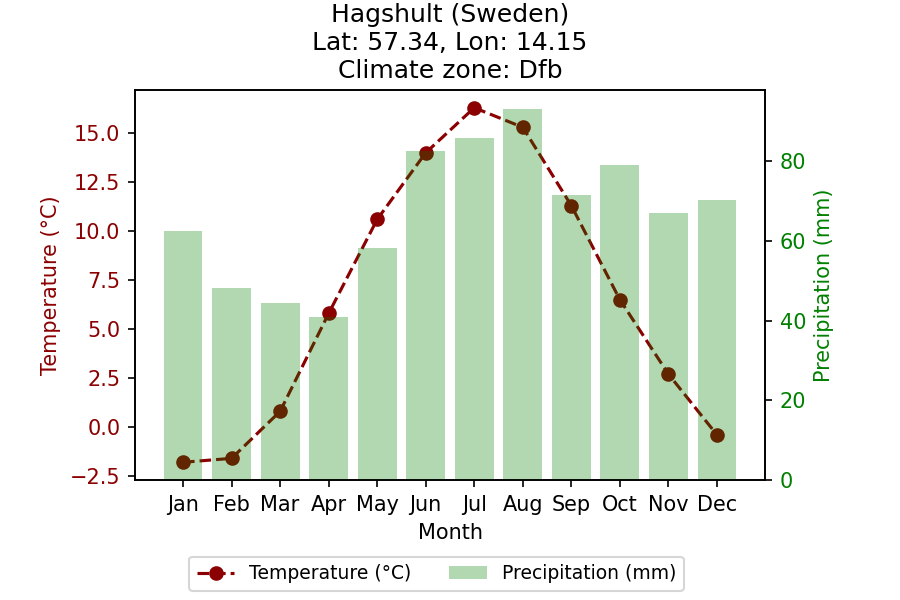 Hagshult (Sweden)
Lat: 57.34, Lon: 14.15
Climate zone: Dfb
Temperature (°C)
15.0
12.5
10.0
7.5
5.0
2.5
0.0
−2.5
80
60
40
20
0
Precipitation (mm)
Jan Feb Mar Apr May Jun Jul Aug Sep Oct Nov Dec
Month
Temperature (°C) Precipitation (mm)